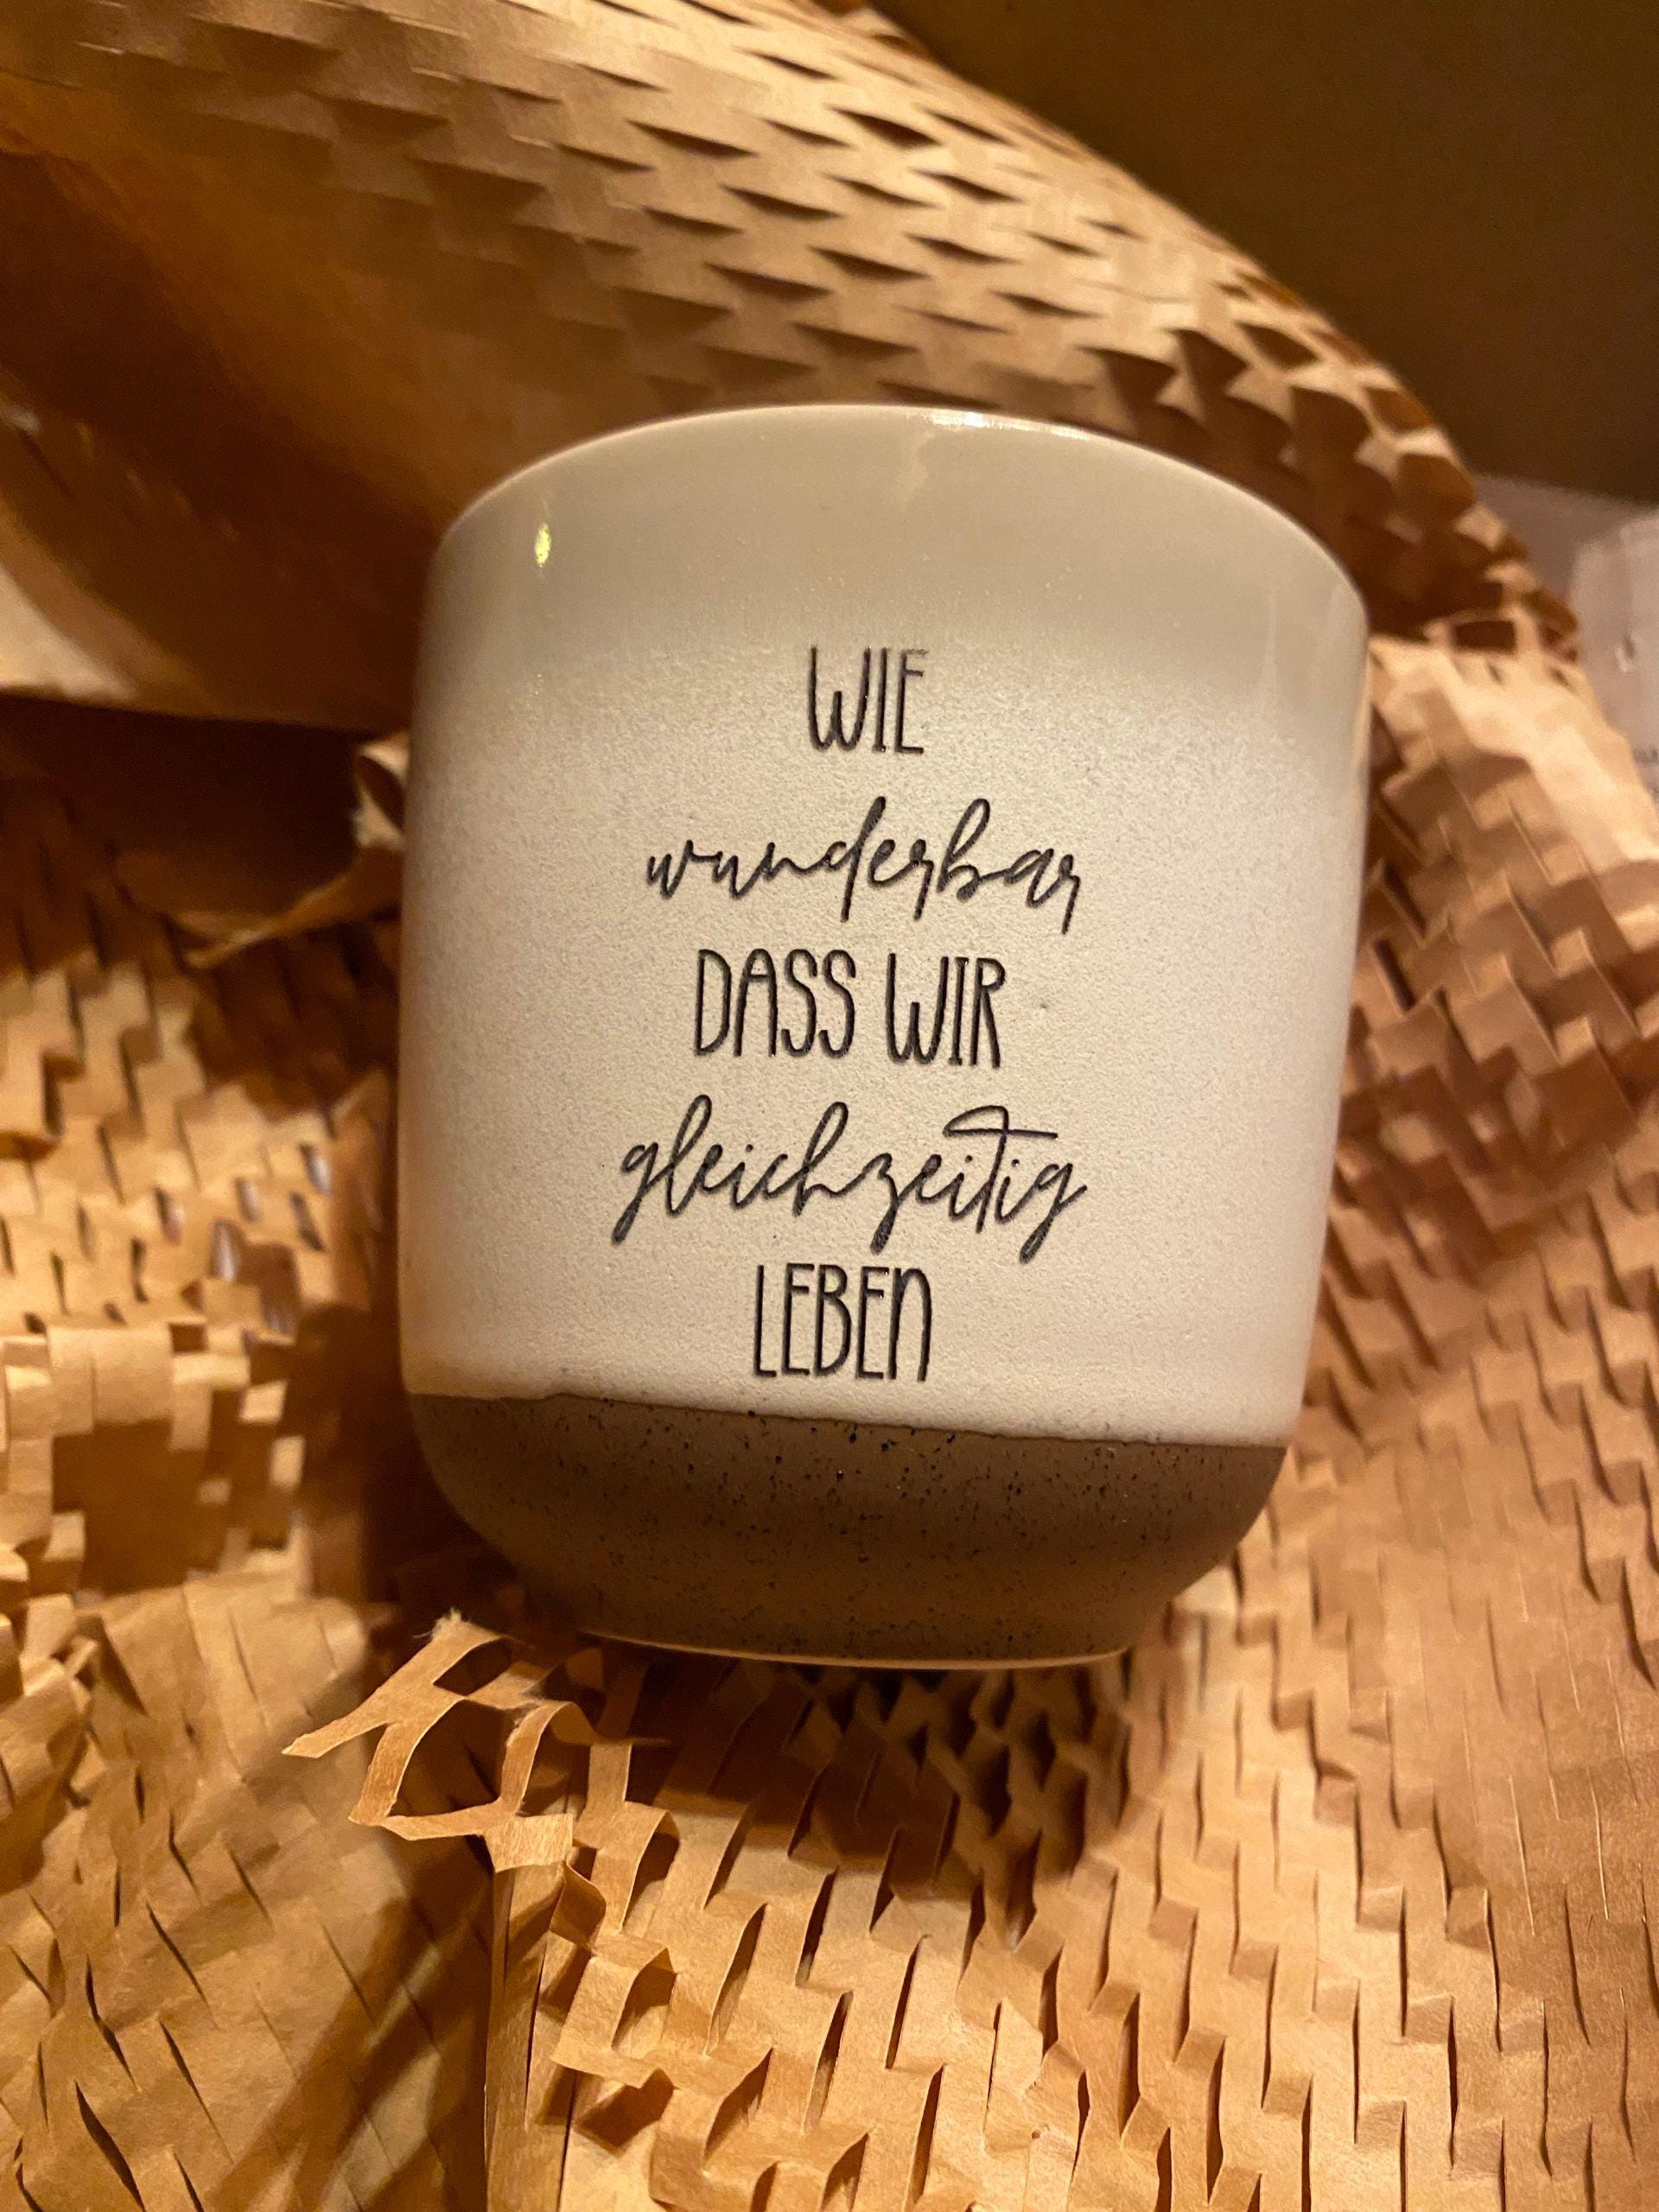 WIE
wunderbar
DASS WIR
gleichzeitig
LEBEN